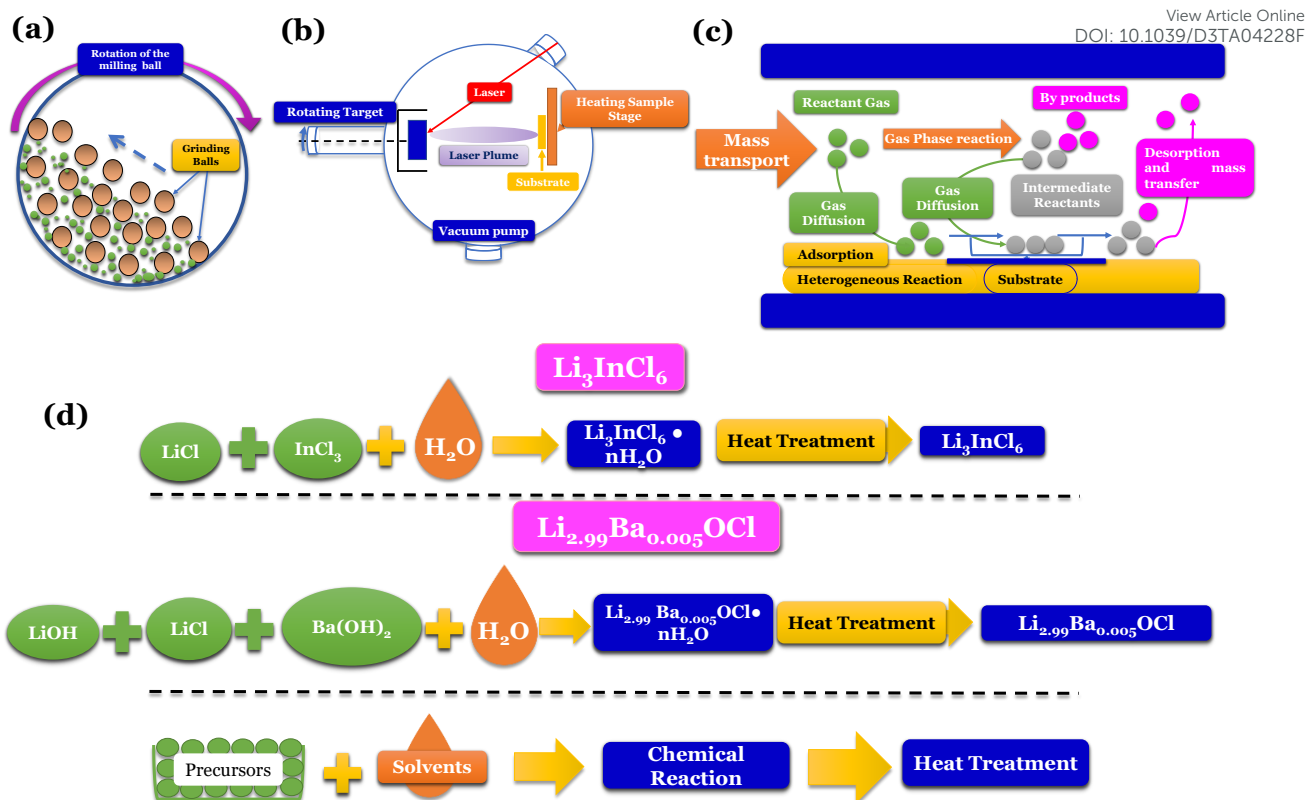 View Article Online
DOI: 10.1039/D3TA04228F
(a)
Rotation of the
milling ball
Grinding
Balls
(b)
Laser
Rotating Target
Heating Sample
Stage
Laser Plume
Substrate
Vacuum pump
(c)
Reactant Gas
By products
Mass
transport
Gas Phase reaction
Desorption
and mass
transfer
Gas
Diffusion
Gas
Diffusion
Intermediate
Reactants
Adsorption
Heterogeneous Reaction
Substrate
(d)
Li₃InCl₆
LiCl
InCl₃
H₂O
Li₃InCl₆ •
nH₂O
Heat Treatment
Li₃InCl₆
Li₂.₉₉Ba₀.₀₀₅OCl
LiOH
LiCl
Ba(OH)₂
H₂O
Li₂.₉₉ Ba₀.₀₀₅OCl•
nH₂O
Heat Treatment
Li₂.₉₉Ba₀.₀₀₅OCl
Precursors
Solvents
Chemical
Reaction
Heat Treatment